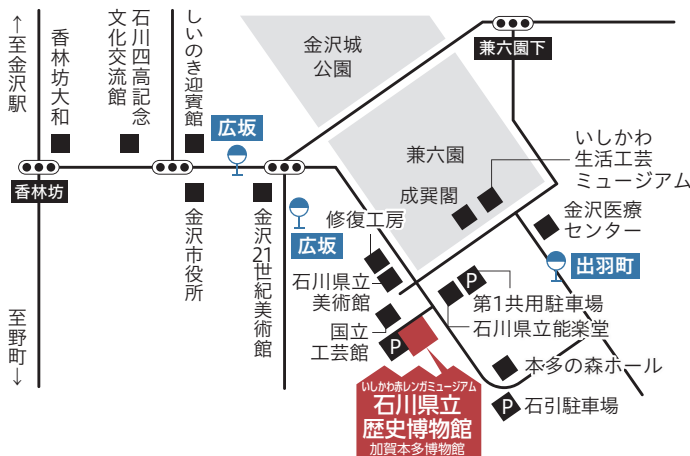 ↑至金沢駅
香林坊大和
石川四高記念
文化交流館
しいのき迎賓館
広坂
金沢城
公園
兼六園下
兼六園
成巽閣
いしかわ
生活工芸
ミュージアム
金沢医療
センター
出羽町
香林坊
至野町↓
金沢市役所
金沢21世紀美術館
広坂
修復工房
石川県立
美術館
国立
工芸館
P
P
第1共用駐車場
石川県立能楽堂
本多の森ホール
P
石引駐車場
いしかわ赤レンガミュージアム
石川県立
歴史博物館
加賀本多博物館